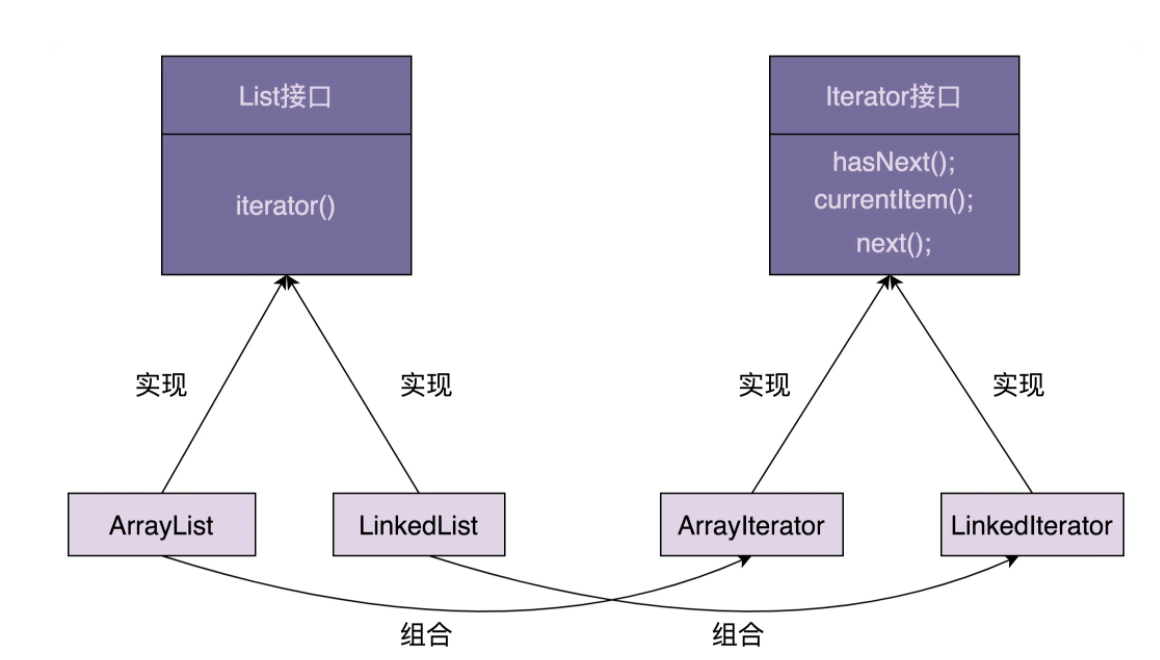 List接口
iterator()
Iterator接口
hasNext();
currentItem();
next();
实现
实现
实现
实现
ArrayList
LinkedList
ArrayIterator
LinkedIterator
组合
组合